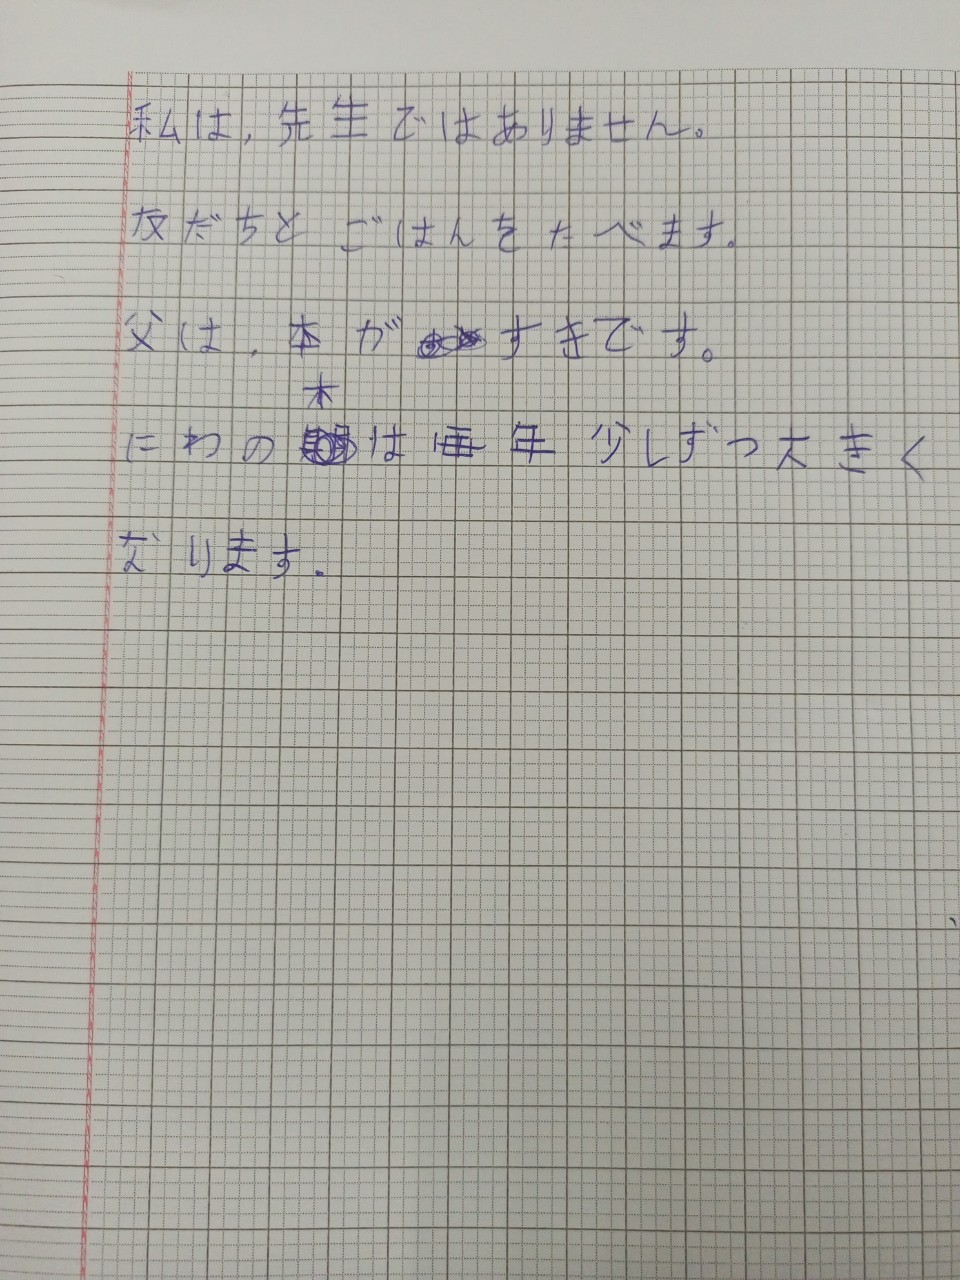 私は,先生ではありません。
友だちとごはんをたべます.
父は,本がすきです。
にわの木は毎年少しずつ大きく
なります.